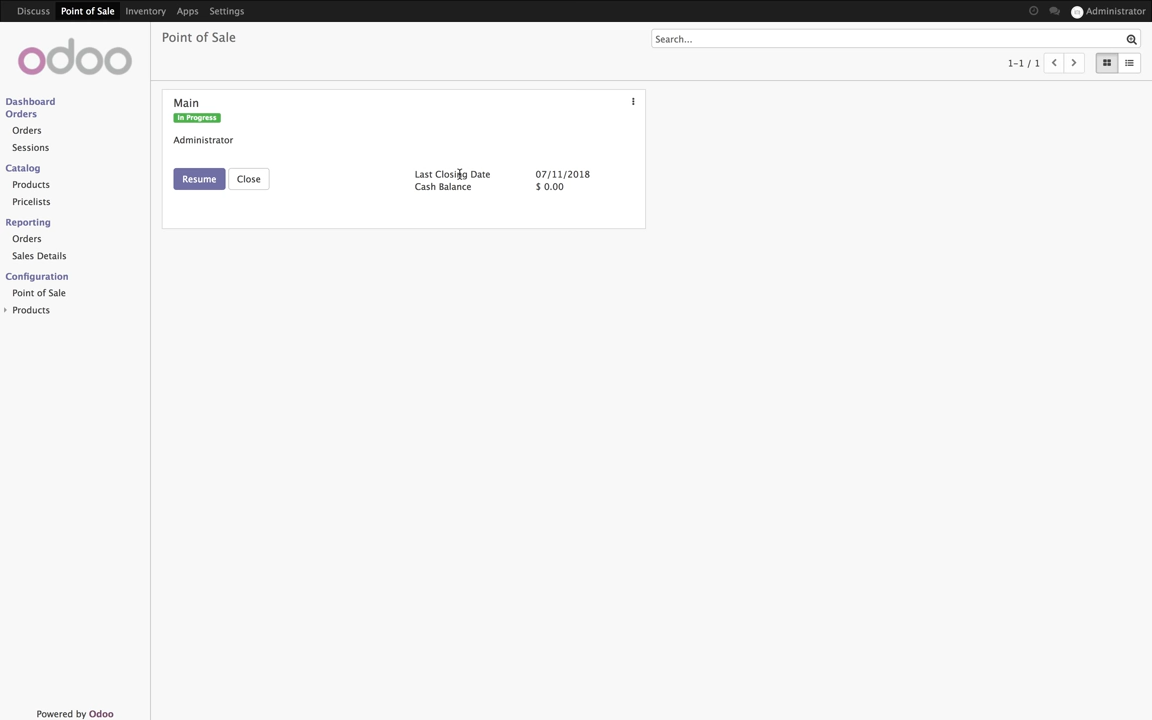 Discuss Point of Sale Inventory Apps Settings Administrator
odoo
Point of Sale
Search...
1-1 / 1
Dashboard
Orders
Orders
Sessions
Catalog
Products
Pricelists
Reporting
Orders
Sales Details
Configuration
Point of Sale
Products
Main
In Progress
Administrator
Resume Close
Last Closing Date 07/11/2018
Cash Balance $ 0.00
Powered by Odoo